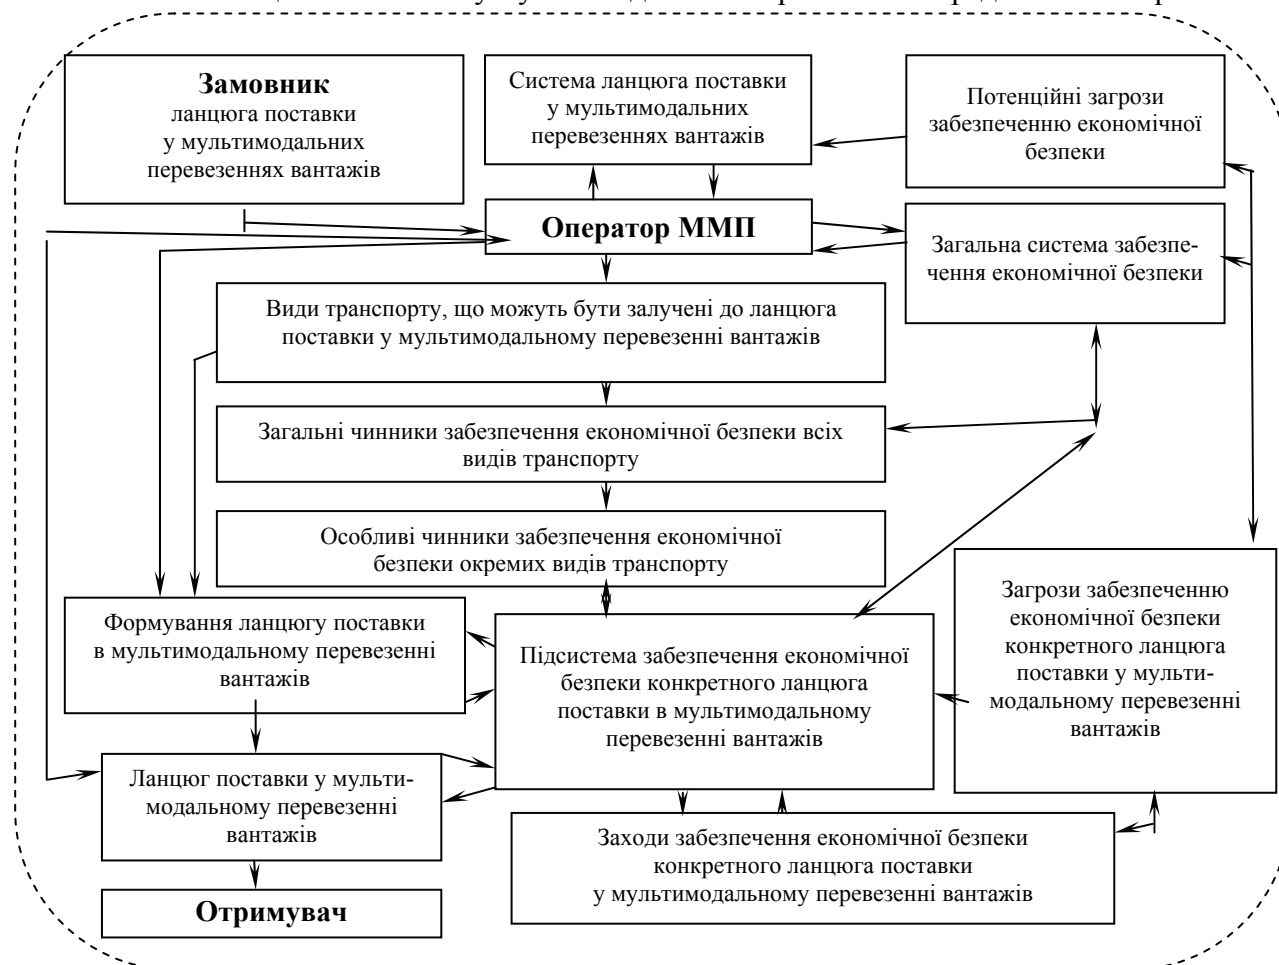 Замовник
ланцюга поставки
у мультимодальних
перевезеннях вантажів
Система ланцюга поставки
у мультимодальних
перевезеннях вантажів
Потенційні загрози
забезпеченню економічної
безпеки
Оператор ММП
Загальна система забезпе-
чення економічної безпеки
Види транспорту, що можуть бути залучені до ланцюга
поставки у мультимодальному перевезенні вантажів
Загальні чинники забезпечення економічної безпеки всіх
видів транспорту
Особливі чинники забезпечення економічної
безпеки окремих видів транспорту
Формування ланцюгу поставки
в мультимодальному перевезенні
вантажів
Підсистема забезпечення економічної
безпеки конкретного ланцюга
поставки в мультимодальному
перевезенні вантажів
Загрози забезпеченню
економічної безпеки
конкретного ланцюга
поставки у мульти-
модальному перевезенні
вантажів
Ланцюг поставки у мульти-
модальному перевезенні
вантажів
Заходи забезпечення економічної безпеки
конкретного ланцюга поставки
у мультимодальному перевезенні вантажів
Отримувач